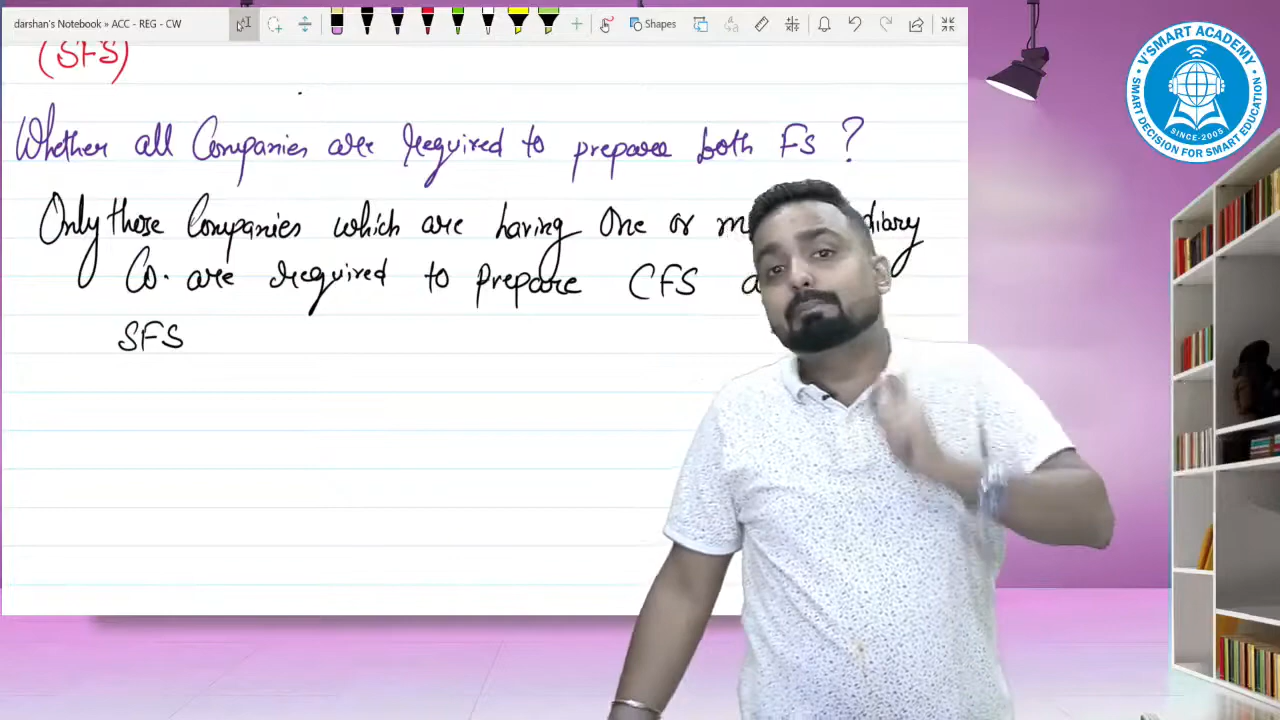 darshan's Notebook » ACC - REG - CW
Shapes
(SFS)
Whether all Companies are required to prepare both FS ?
Only those Companies which are having One or diary
Co. are required to prepare CFS
SFS
V'SMART ACADEMY
SINCE-2005
SMART DECISION FOR SMART EDUCATION